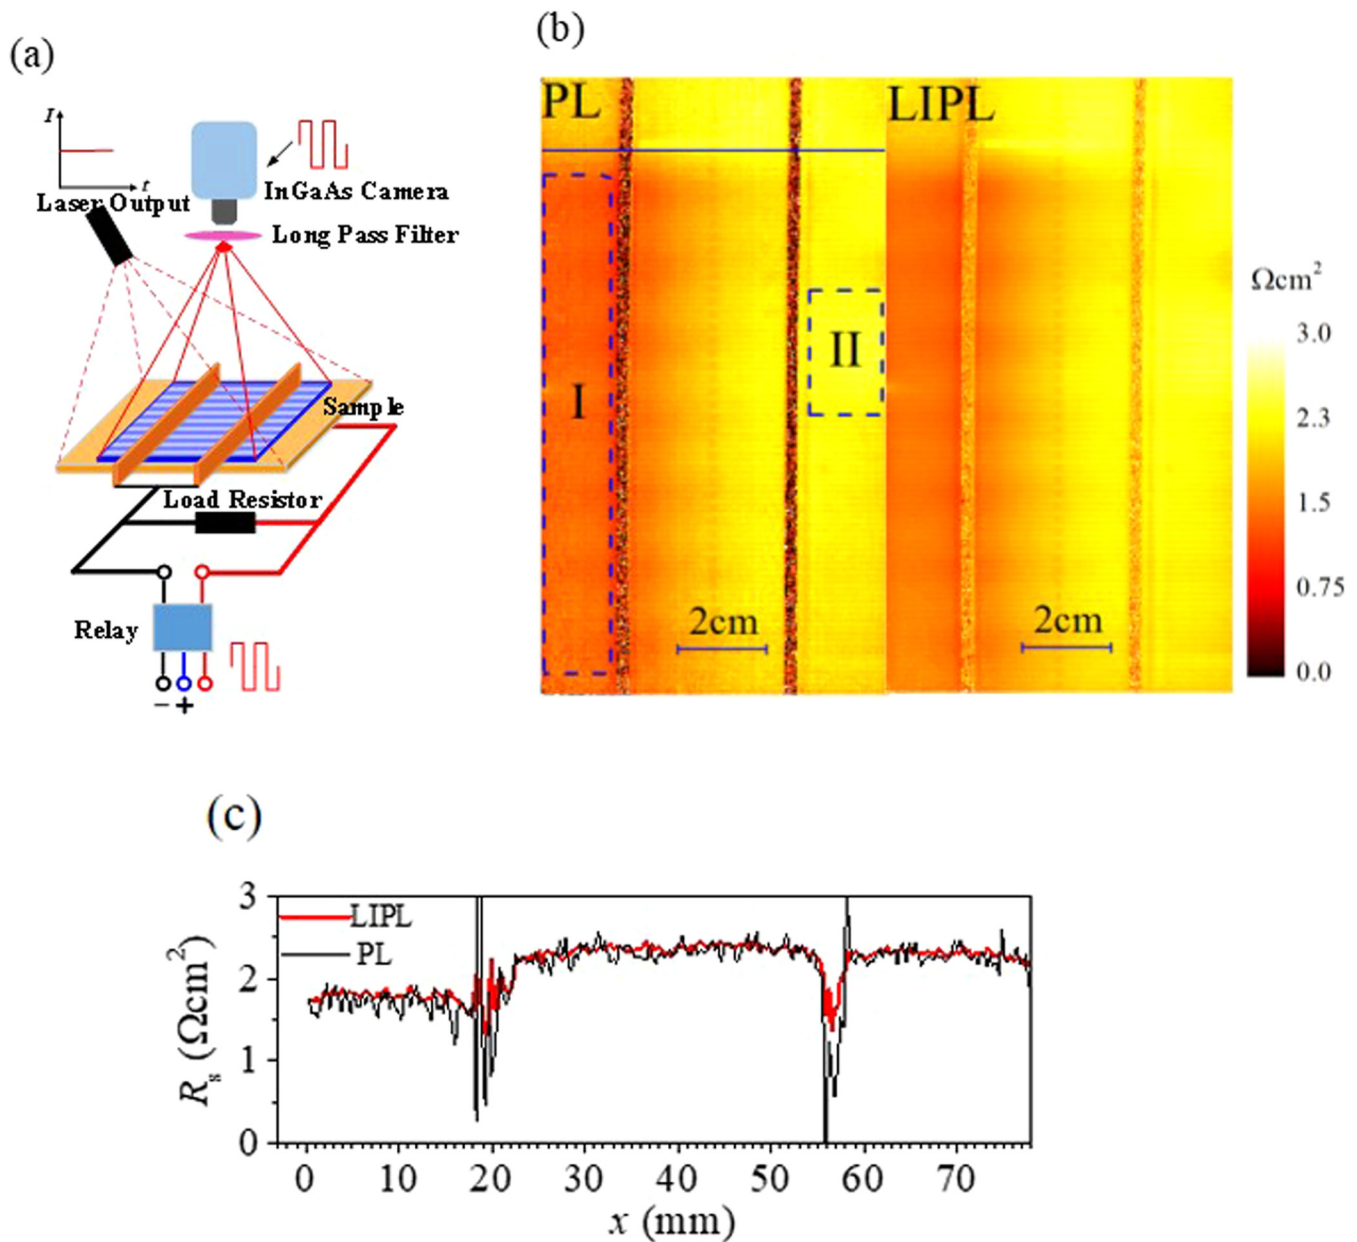 (a)
I
t
Laser Output
InGaAs Camera
Long Pass Filter
Sample
Load Resistor
Relay
− +
(b)
PL
LIPL
I
II
2cm
2cm
Ωcm²
3.0
2.3
1.5
0.75
0.0
(c)
LIPL
PL
3
2
1
0
Rₛ (Ωcm²)
0 10 20 30 40 50 60 70
x (mm)